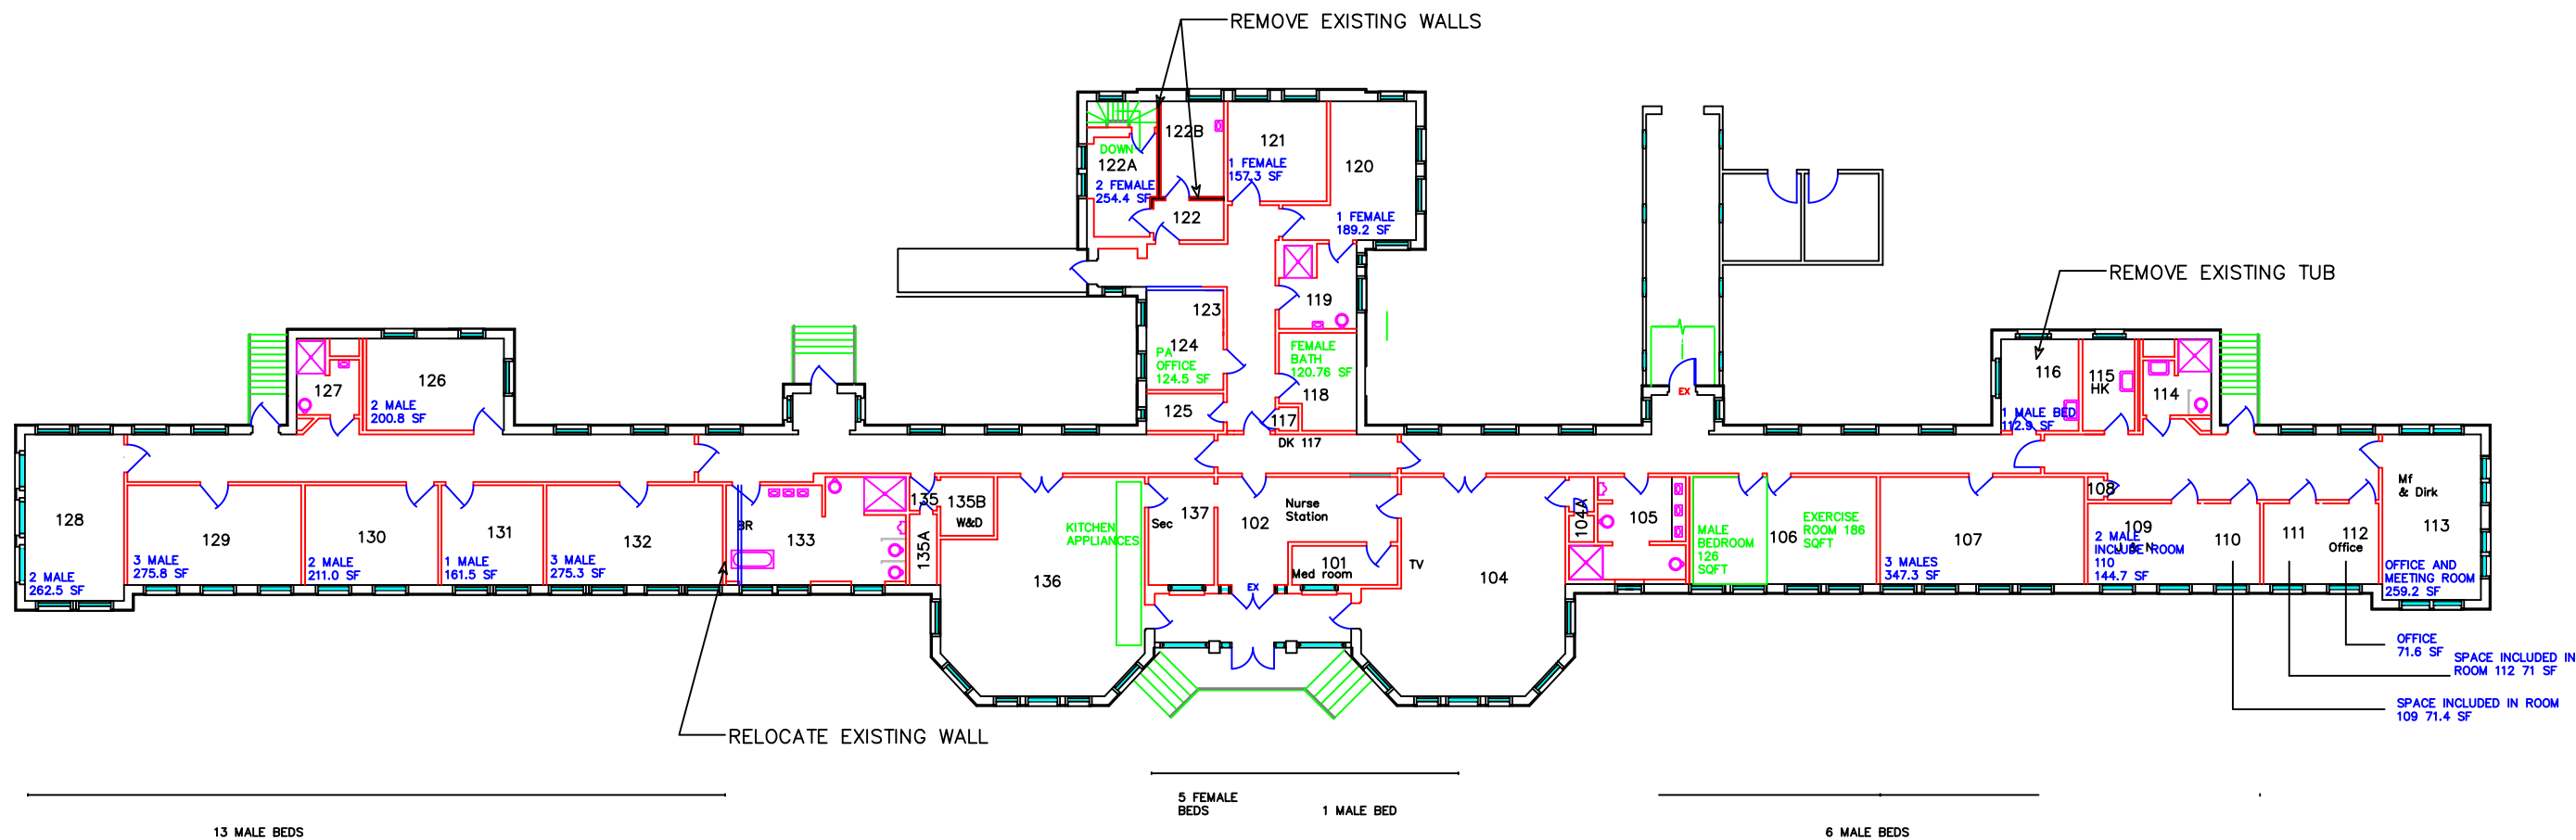 REMOVE EXISTING WALLS
122B
121
1 FEMALE
157.3 SF
120
DOWN
122A
2 FEMALE
254.4 SF
122
1 FEMALE
189.2 SF
REMOVE EXISTING TUB
119
123
124
PA
OFFICE
124.5 SF
FEMALE
BATH
120.76 SF
118
125
117
DK 117
127
126
2 MALE
200.8 SF
EX
116
1 MALE BED
112.9 SF
115
HK
114
128
2 MALE
262.5 SF
129
3 MALE
275.8 SF
130
2 MALE
211.0 SF
131
1 MALE
161.5 SF
132
3 MALE
275.3 SF
BR
133
135
135B
W&D
135A
136
KITCHEN
APPLIANCES
Sec
137
102
Nurse
Station
101
Med room
EX
TV
104
104A
105
MALE
BEDROOM
126
SQFT
106
EXERCISE
ROOM 186
SQFT
107
3 MALES
347.3 SF
108
109
J & N
2 MALE
INCLUDE ROOM
110
144.7 SF
110
111
112
Office
Mf
& Dirk
113
OFFICE AND
MEETING ROOM
259.2 SF
OFFICE
71.6 SF
SPACE INCLUDED IN
ROOM 112 71 SF
SPACE INCLUDED IN ROOM
109 71.4 SF
RELOCATE EXISTING WALL
5 FEMALE
BEDS
1 MALE BED
13 MALE BEDS
6 MALE BEDS